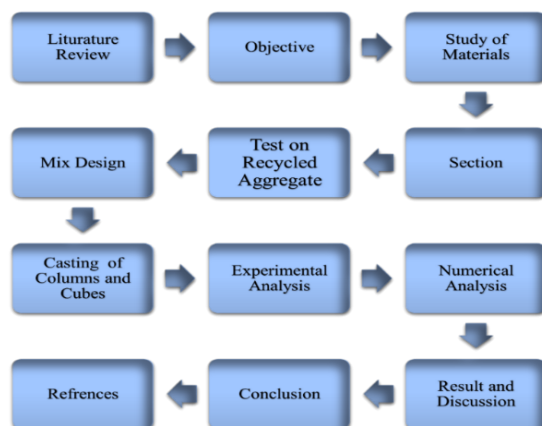 Liturature
Review
Objective
Study of
Materials
Section
Test on
Recycled
Aggregate
Mix Design
Casting of
Columns and
Cubes
Experimental
Analysis
Numerical
Analysis
Result and
Discussion
Conclusion
Refrences